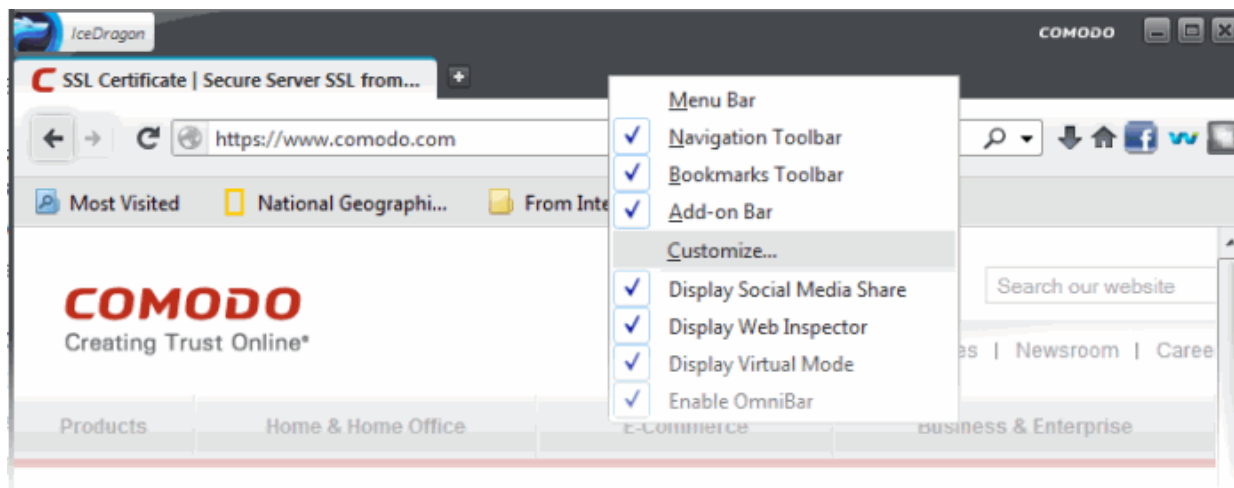 IceDragon
COMODO
SSL Certificate | Secure Server SSL from...
https://www.comodo.com
Most Visited
National Geographi...
From Inte
Menu Bar
Navigation Toolbar
Bookmarks Toolbar
Add-on Bar
Customize...
Display Social Media Share
Display Web Inspector
Display Virtual Mode
Enable OmniBar
COMODO
Creating Trust Online®
Search our website
es | Newsroom | Caree
Products
Home & Home Office
E-Commerce
Business & Enterprise